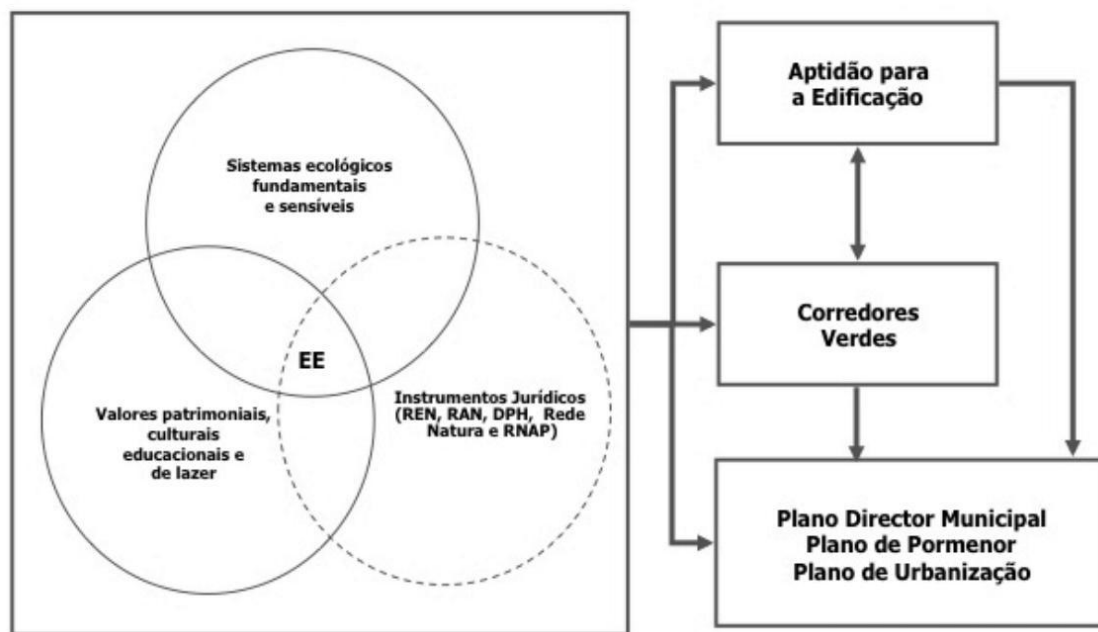 Sistemas ecológicos
fundamentais
e sensíveis
EE
Valores patrimoniais,
culturais
educacionais e
de lazer
Instrumentos Jurídicos
(REN, RAN, DPH, Rede
Natura e RNAP)
Aptidão para
a Edificação
Corredores
Verdes
Plano Director Municipal
Plano de Pormenor
Plano de Urbanização